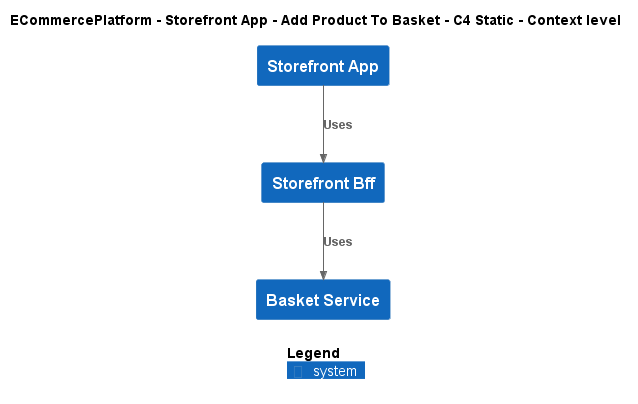 ECommercePlatform - Storefront App - Add Product To Basket - C4 Static - Context level
Storefront App
Uses
Storefront Bff
Uses
Basket Service
Legend
system